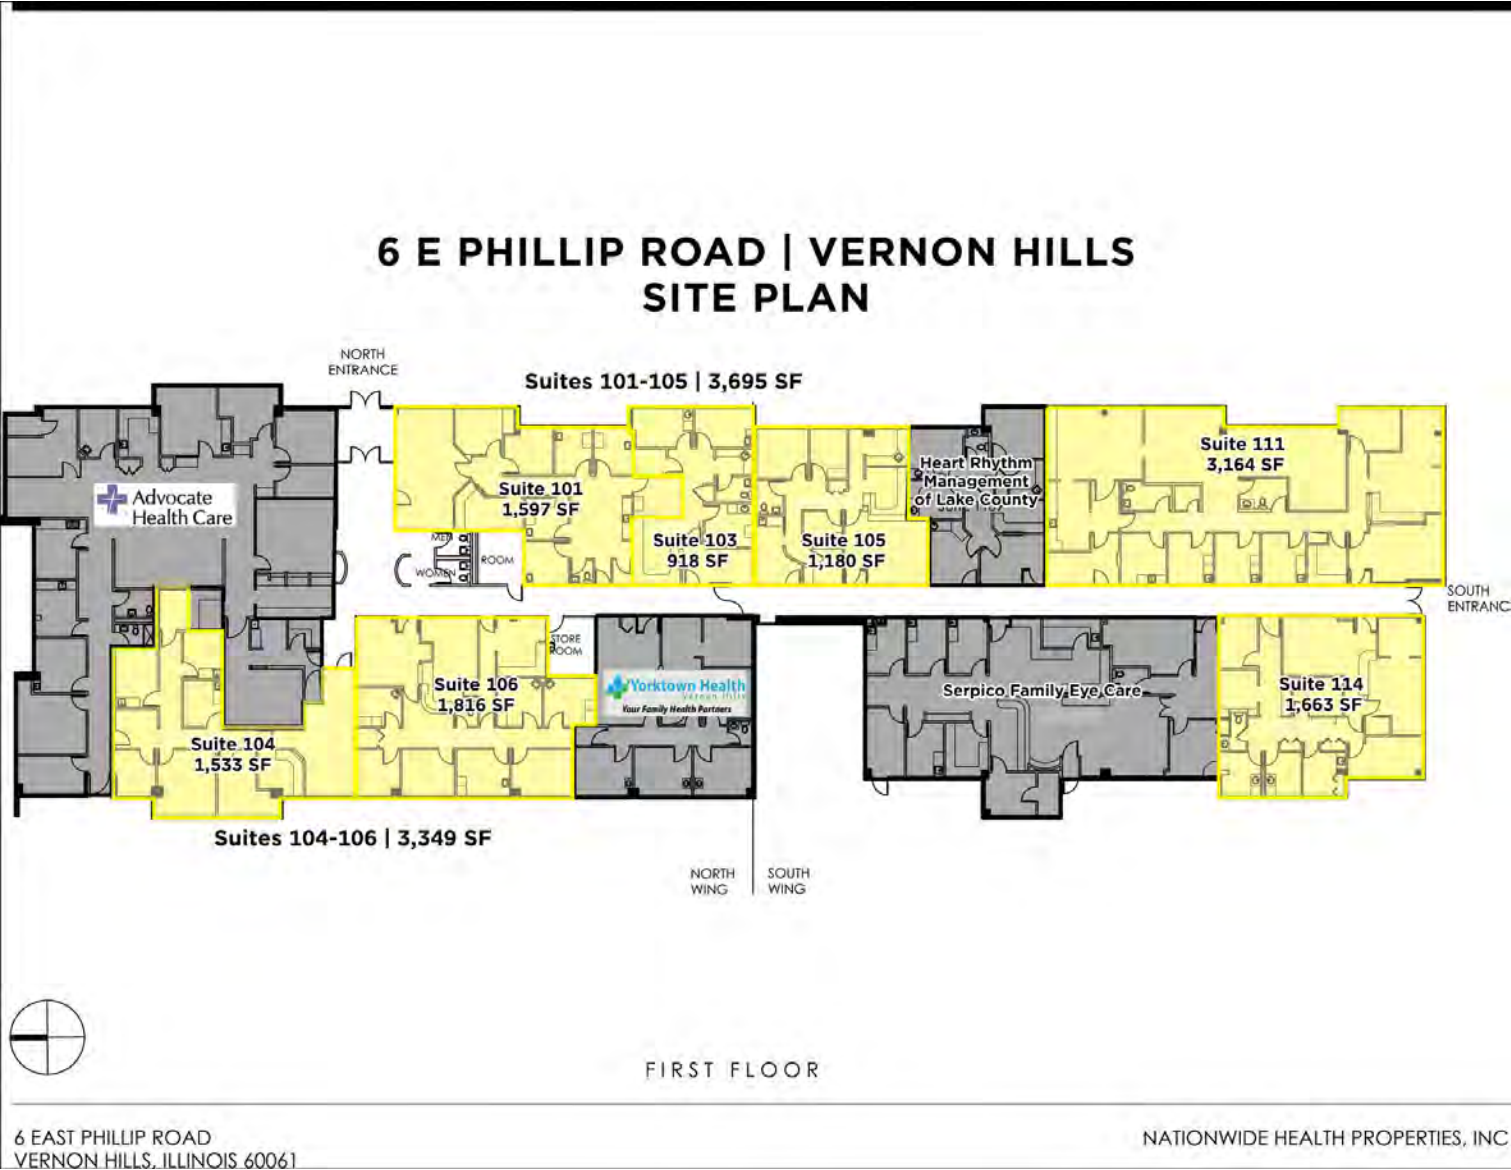 6 E PHILLIP ROAD | VERNON HILLS
SITE PLAN
NORTH
ENTRANCE
Suites 101-105 | 3,695 SF
Advocate
Health Care
Suite 101
1,597 SF
MEN
WOMEN
ROOM
Suite 103
918 SF
Suite 105
1,180 SF
Heart Rhythm
Management
of Lake County
Suite 111
3,164 SF
SOUTH
ENTRANC
STORE
ROOM
Suite 106
1,816 SF
Yorktown Health
Vernon Hills
Your Family Health Partners
Serpico Family Eye Care
Suite 114
1,663 SF
Suite 104
1,533 SF
Suites 104-106 | 3,349 SF
NORTH
WING
SOUTH
WING
FIRST FLOOR
6 EAST PHILLIP ROAD
VERNON HILLS, ILLINOIS 60061
NATIONWIDE HEALTH PROPERTIES, INC